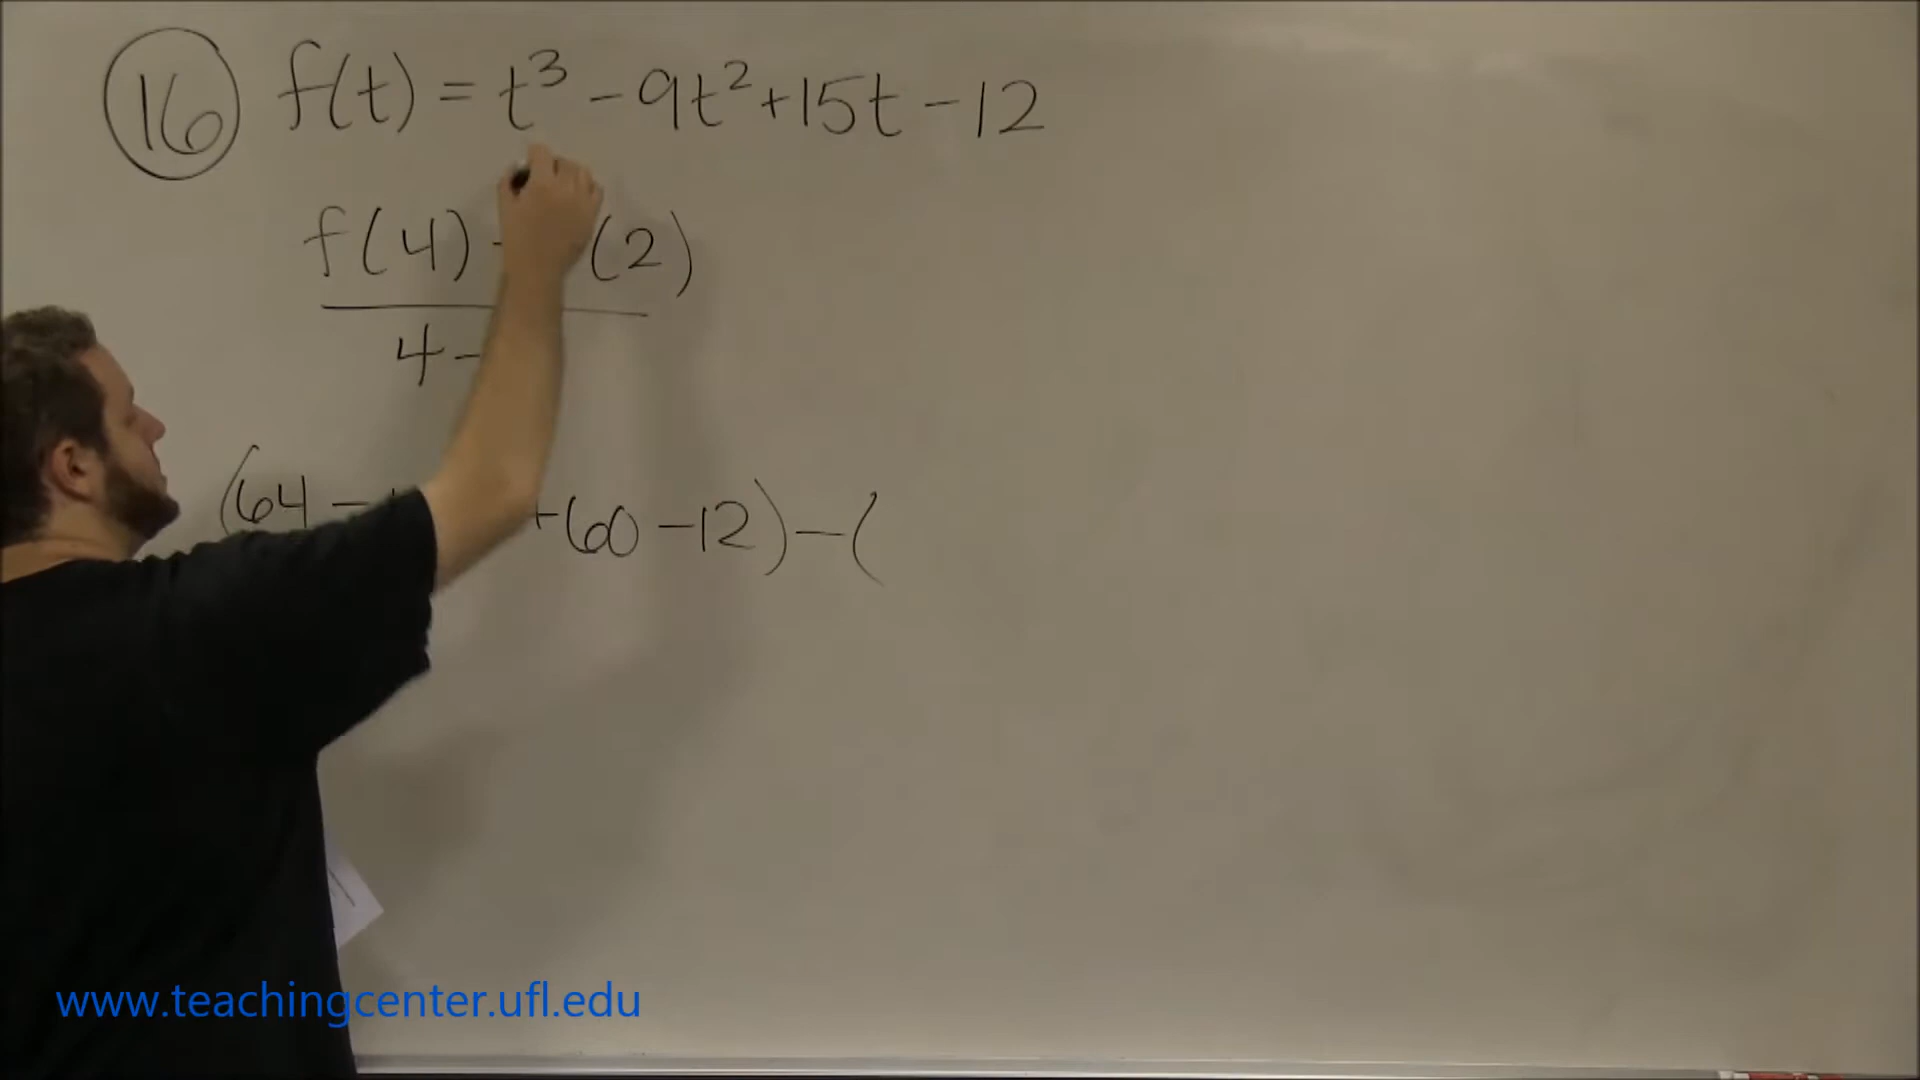 16 f(t) = t³ - 9t² + 15t - 12
f(4) - (2)
4 -
(64 - +60 - 12) - (
www.teachingcenter.ufl.edu